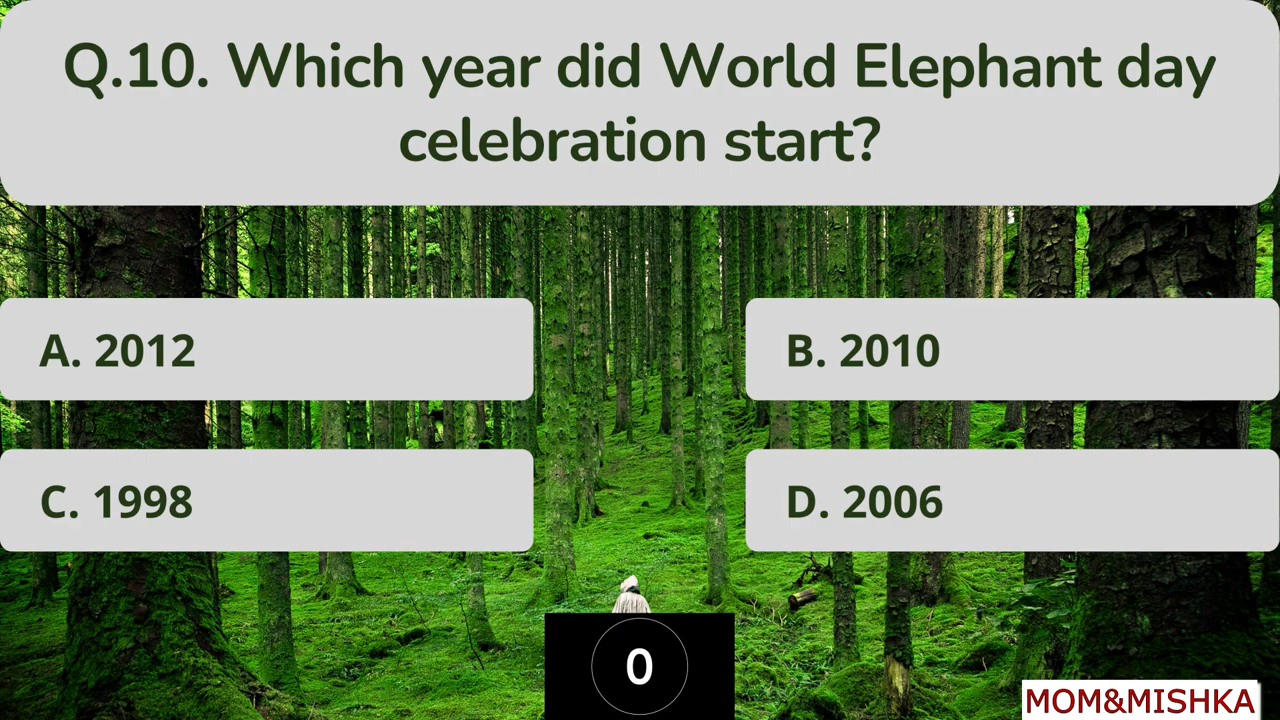 Q.10. Which year did World Elephant day
celebration start?
A. 2012
B. 2010
C. 1998
D. 2006
0
MOM&MISHKA